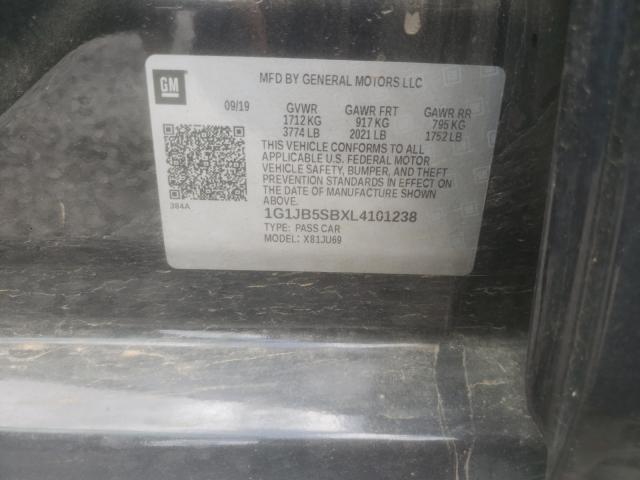 GM
MFD BY GENERAL MOTORS LLC
09/19 GVWR GAWR FRT GAWR RR
1712 KG 917 KG 795 KG
3774 LB 2021 LB 1752 LB
THIS VEHICLE CONFORMS TO ALL
APPLICABLE U.S. FEDERAL MOTOR
VEHICLE SAFETY, BUMPER, AND THEFT
PREVENTION STANDARDS IN EFFECT ON
THE DATE OF MANUFACTURE SHOWN
ABOVE.
384A
1G1JB5SBXL4101238
TYPE: PASS CAR
MODEL: X81JU69